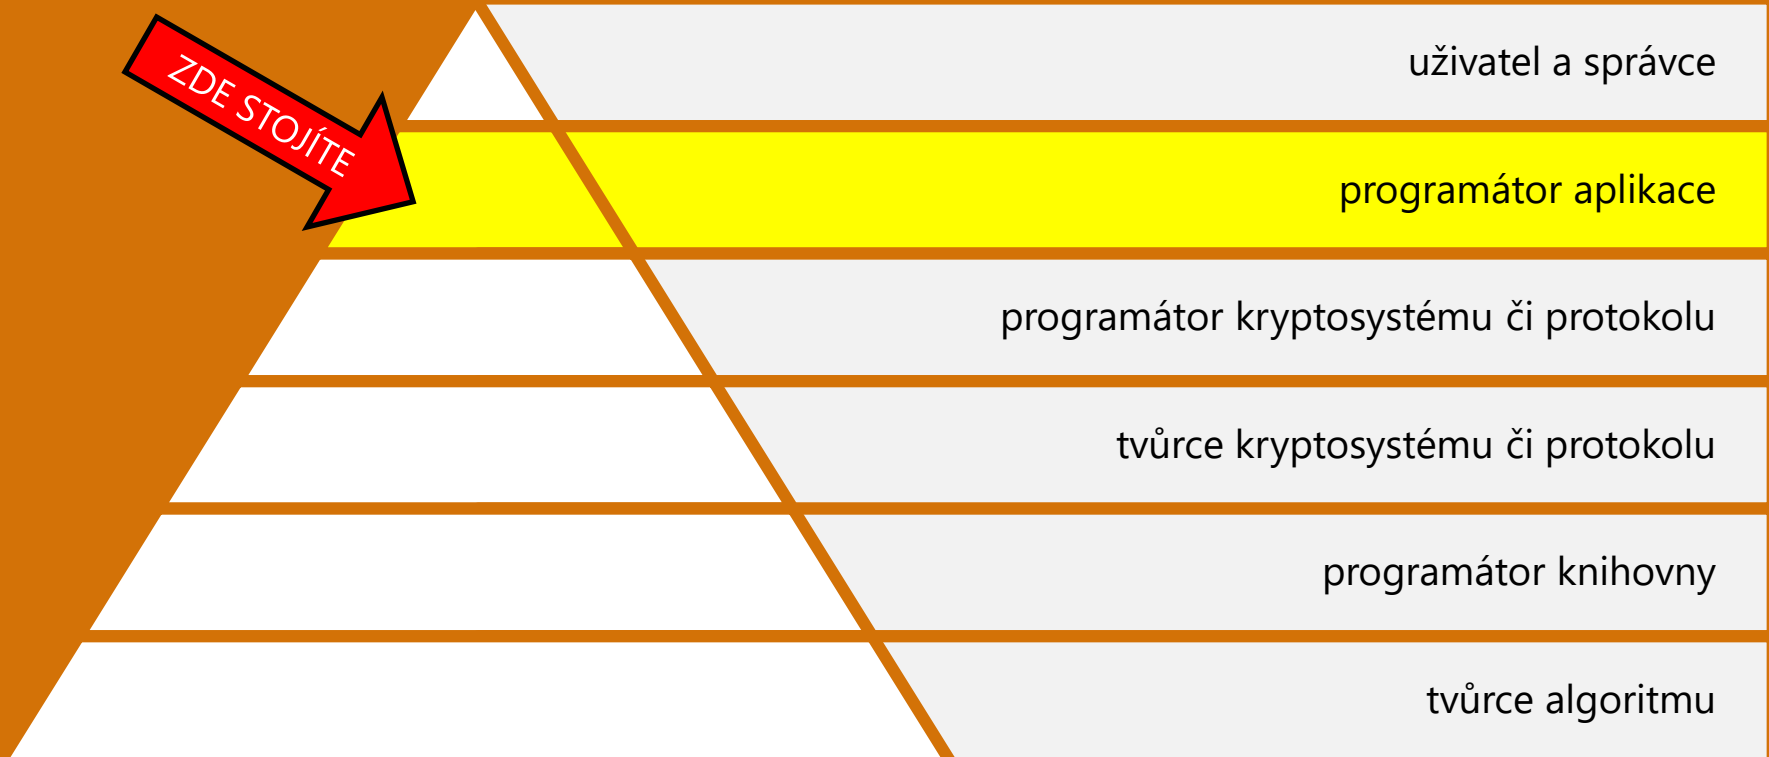 ZDE STOJÍTE
uživatel a správce
programátor aplikace
programátor kryptosystému či protokolu
tvůrce kryptosystému či protokolu
programátor knihovny
tvůrce algoritmu